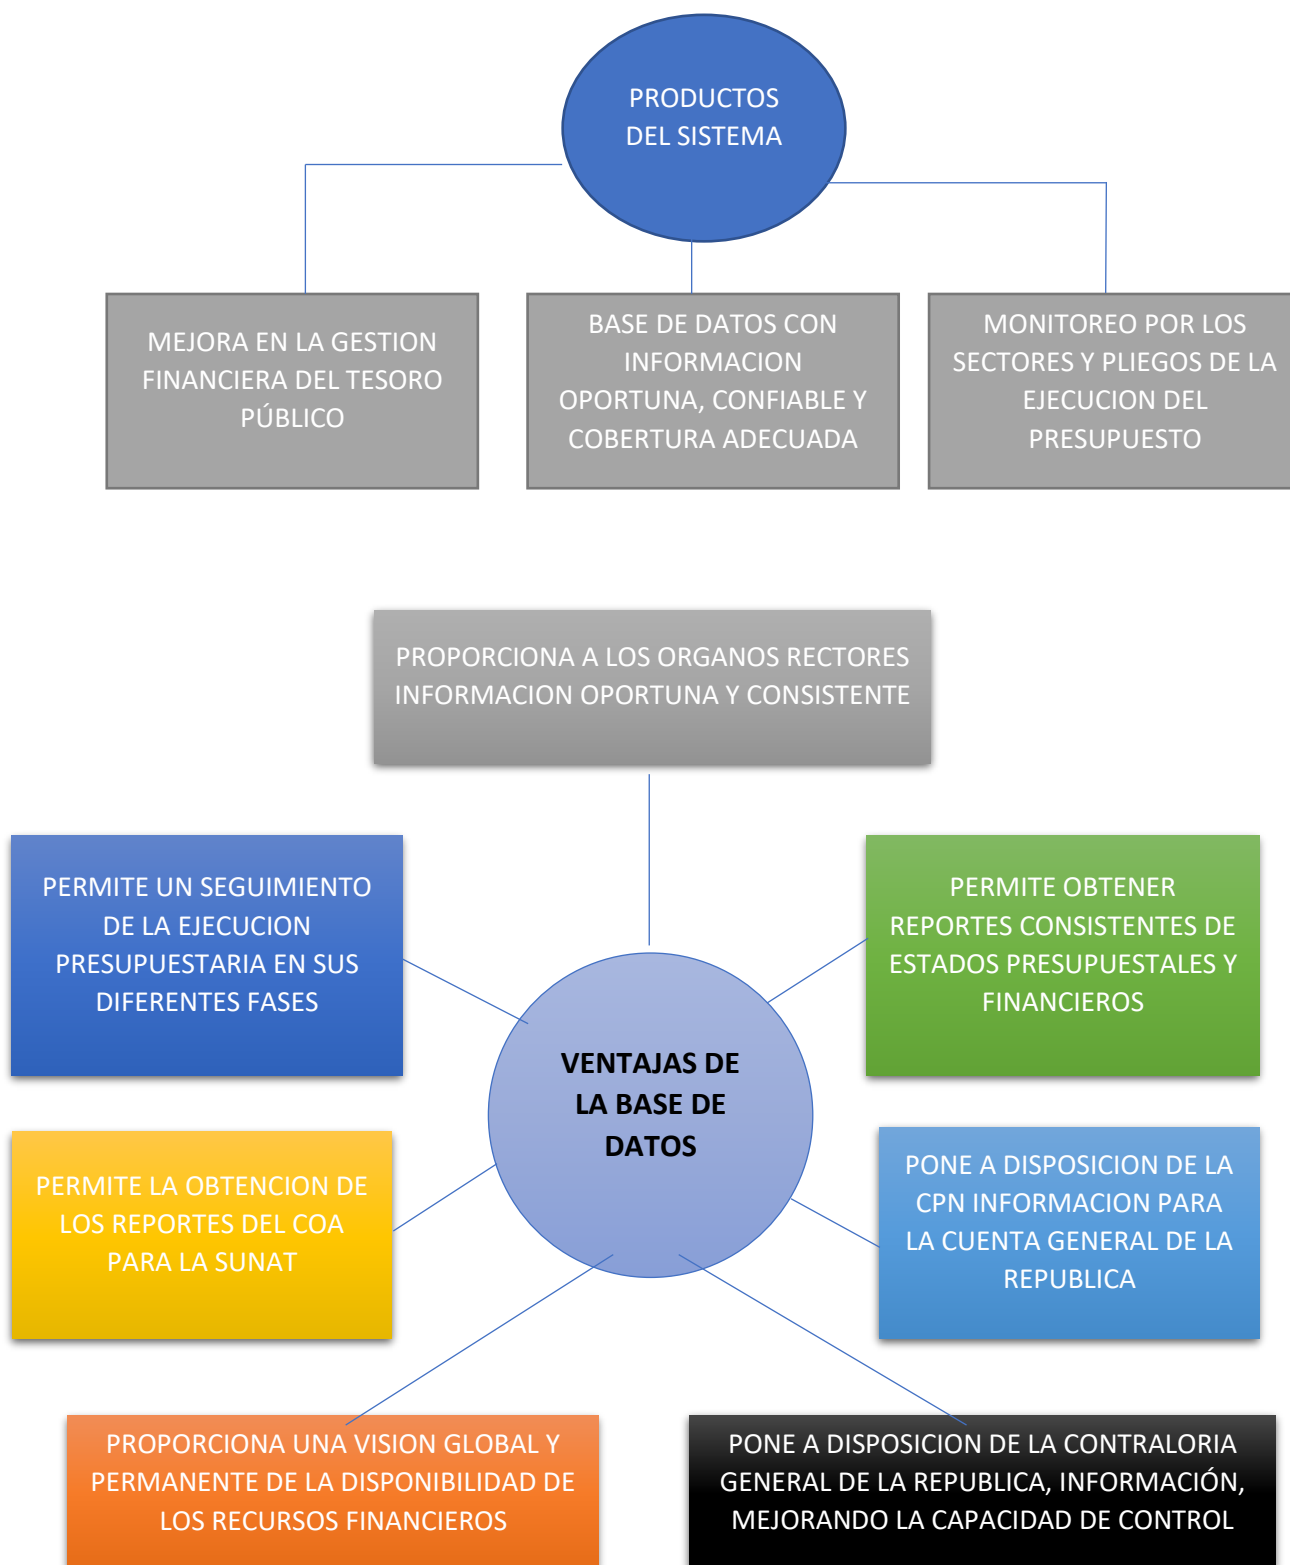 PRODUCTOS
DEL SISTEMA
MEJORA EN LA GESTION
FINANCIERA DEL TESORO
PÚBLICO
BASE DE DATOS CON
INFORMACION
OPORTUNA, CONFIABLE Y
COBERTURA ADECUADA
MONITOREO POR LOS
SECTORES Y PLIEGOS DE LA
EJECUCION DEL
PRESUPUESTO
PROPORCIONA A LOS ORGANOS RECTORES
INFORMACION OPORTUNA Y CONSISTENTE
PERMITE UN SEGUIMIENTO
DE LA EJECUCION
PRESUPUESTARIA EN SUS
DIFERENTES FASES
PERMITE OBTENER
REPORTES CONSISTENTES DE
ESTADOS PRESUPUESTALES Y
FINANCIEROS
VENTAJAS DE
LA BASE DE
DATOS
PERMITE LA OBTENCION DE
LOS REPORTES DEL COA
PARA LA SUNAT
PONE A DISPOSICION DE LA
CPN INFORMACION PARA
LA CUENTA GENERAL DE LA
REPUBLICA
PROPORCIONA UNA VISION GLOBAL Y
PERMANENTE DE LA DISPONIBILIDAD DE
LOS RECURSOS FINANCIEROS
PONE A DISPOSICION DE LA CONTRALORIA
GENERAL DE LA REPUBLICA, INFORMACIÓN,
MEJORANDO LA CAPACIDAD DE CONTROL